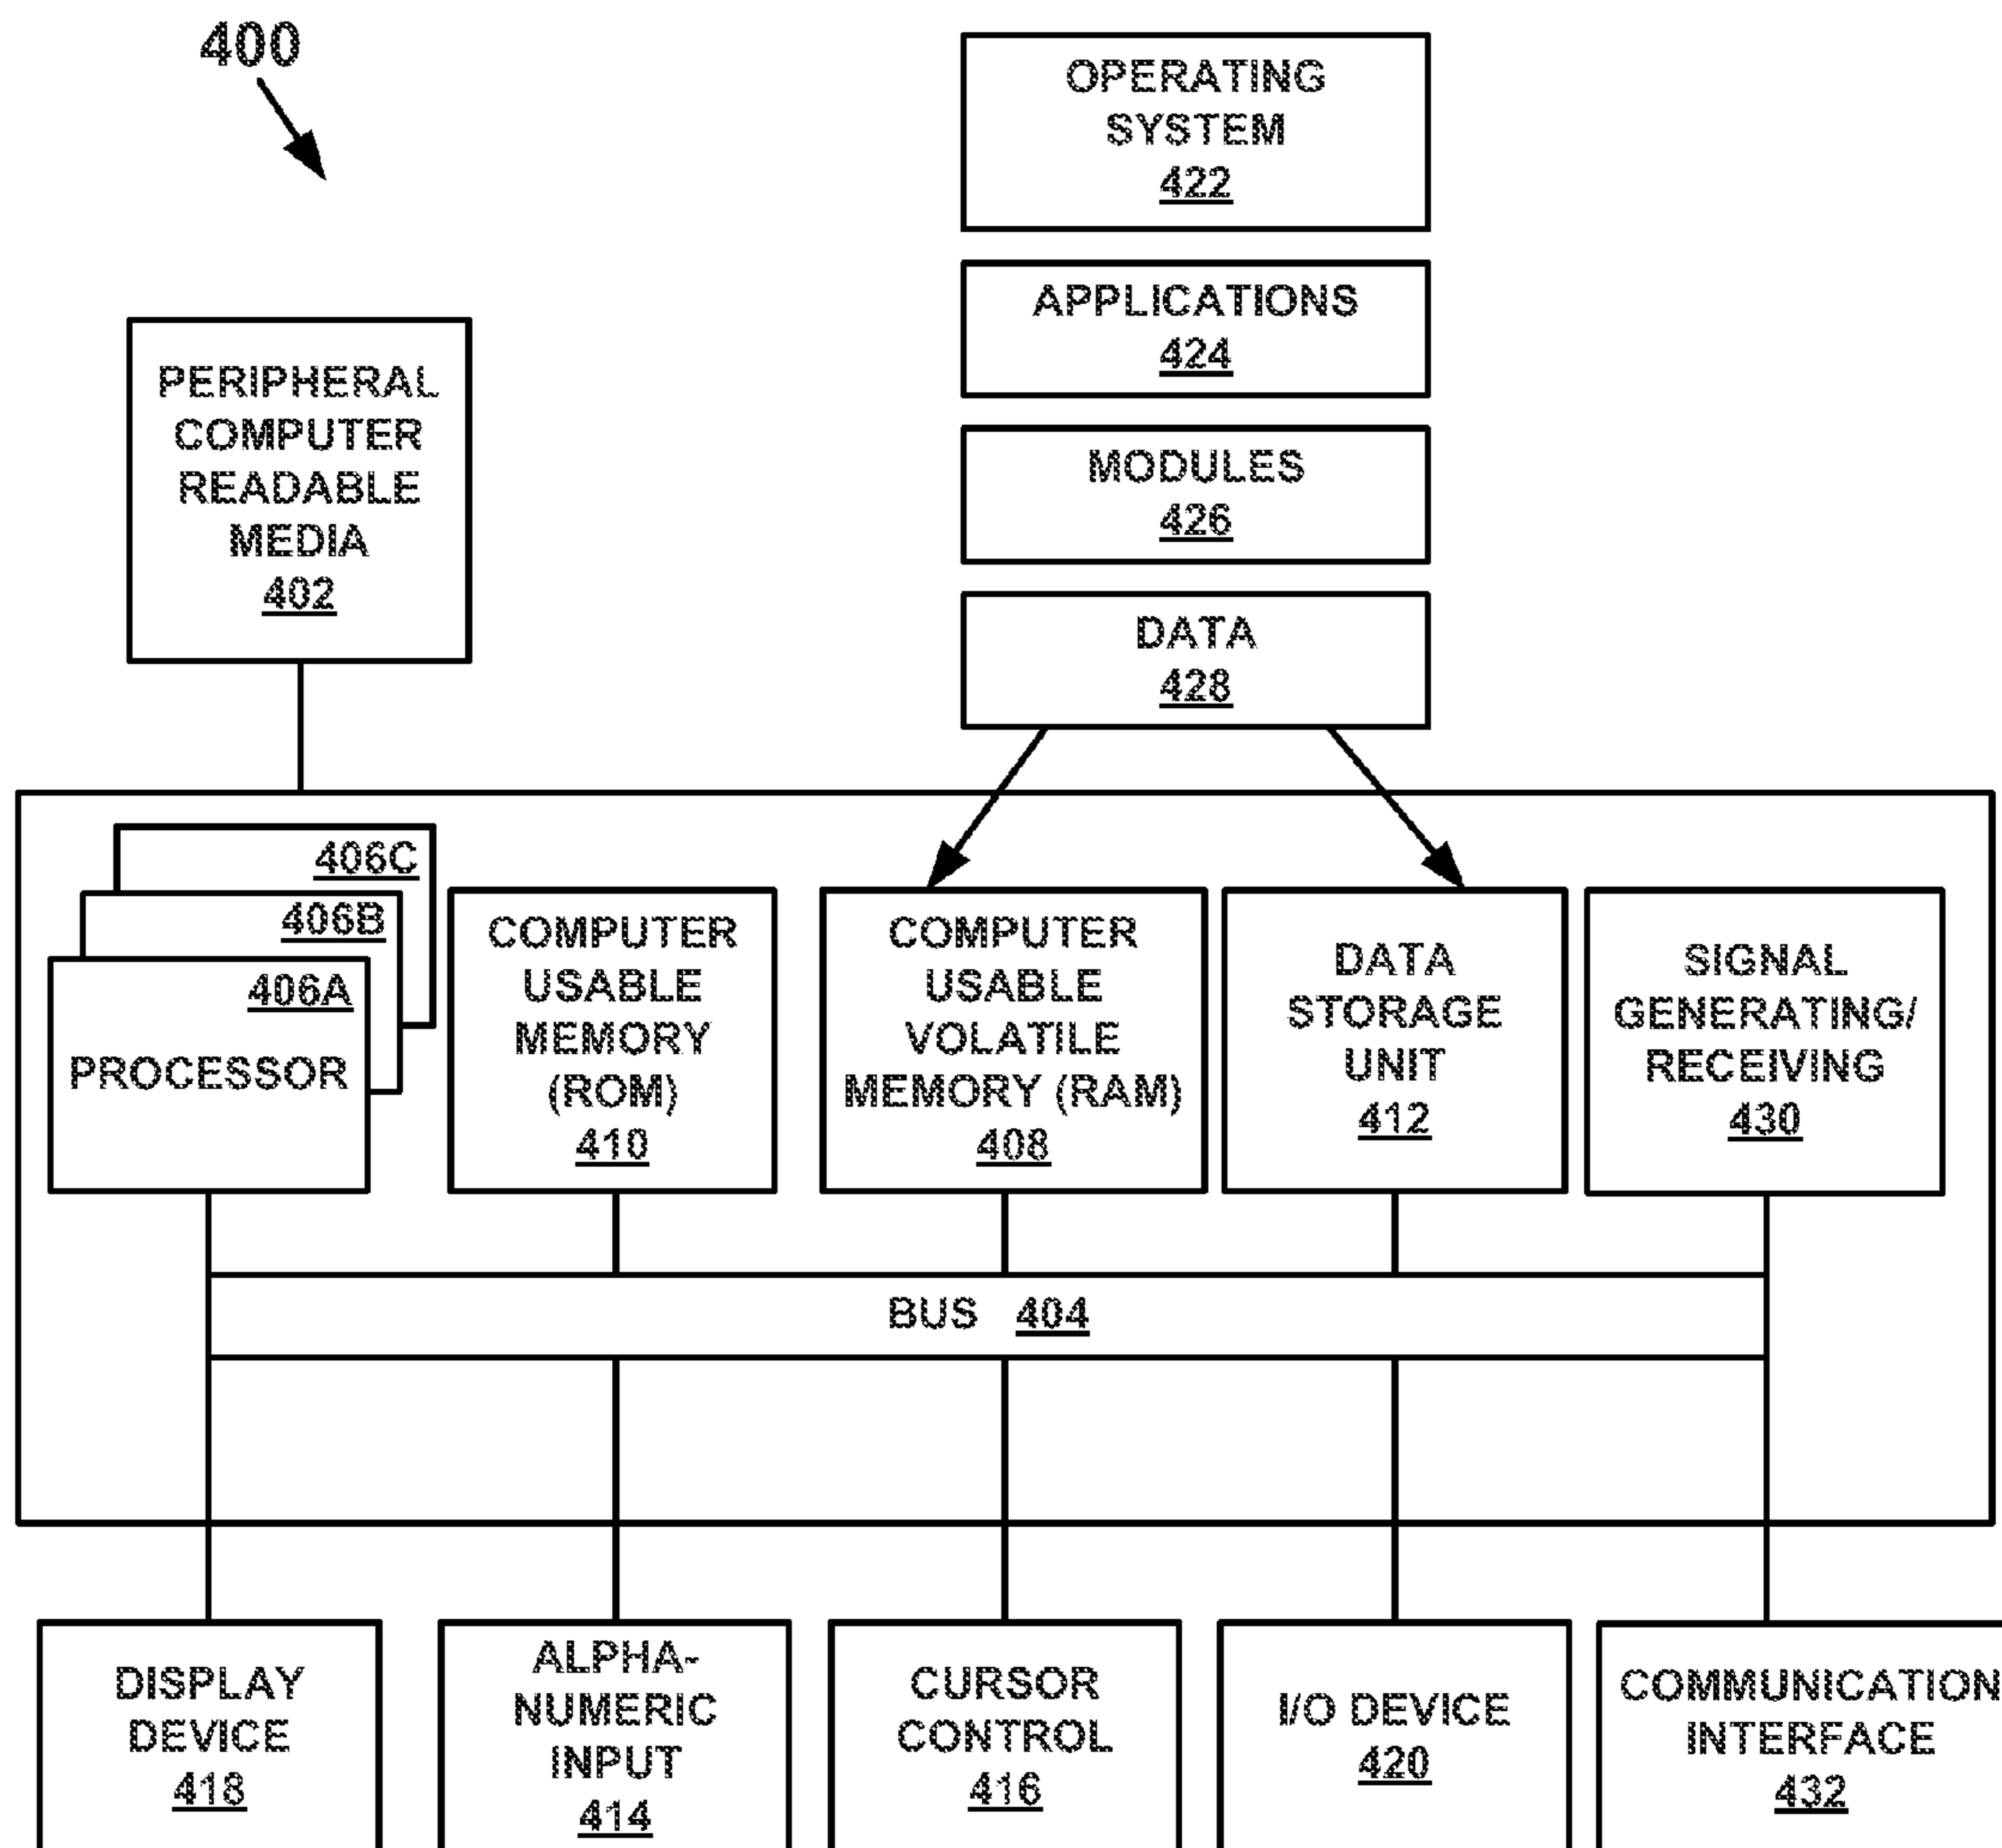 400
OPERATING
SYSTEM
422
APPLICATIONS
424
MODULES
426
DATA
428
PERIPHERAL
COMPUTER
READABLE
MEDIA
402
406C
406B
406A
PROCESSOR
COMPUTER
USABLE
MEMORY
(ROM)
410
COMPUTER
USABLE
VOLATILE
MEMORY (RAM)
408
DATA
STORAGE
UNIT
412
SIGNAL
GENERATING/
RECEIVING
430
BUS 404
DISPLAY
DEVICE
418
ALPHA-
NUMERIC
INPUT
414
CURSOR
CONTROL
416
I/O DEVICE
420
COMMUNICATION
INTERFACE
432